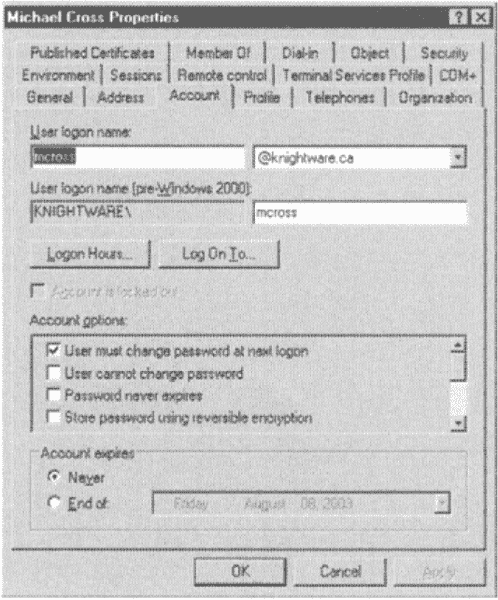 Michael Cross Properties
Published Certificates Member Of Dial-in Object Security
Environment Sessions Remote control Terminal Services Profile COM+
General Address Account Profile Telephones Organization
User logon name:
mcross @knightware.ca
User logon name (pre-Windows 2000):
KNIGHTWARE\ mcross
Logon Hours... Log On To...
Account is locked out
Account options:
User must change password at next logon
User cannot change password
Password never expires
Store password using reversible encryption
Account expires
Never
End of: Friday August 08, 2003
OK Cancel Apply